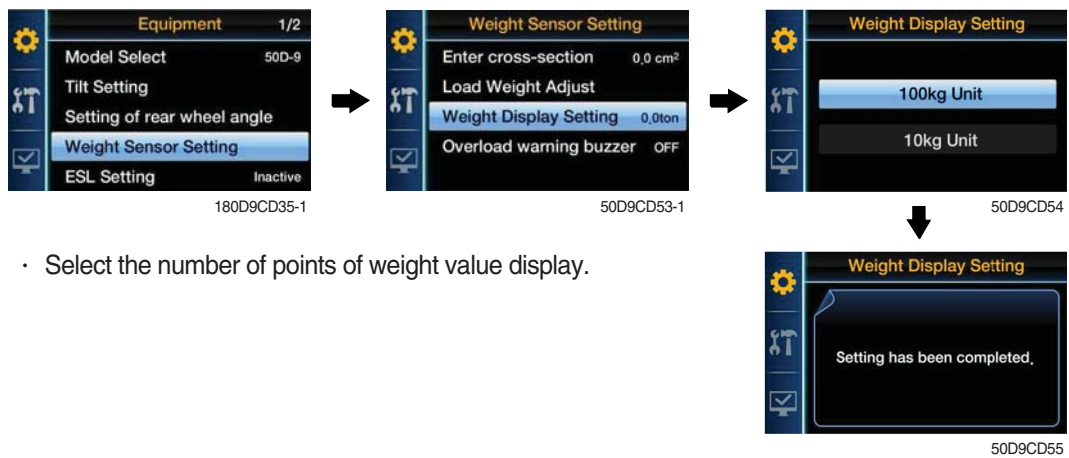 Equipment 1/2
Model Select 50D-9
Tilt Setting
Setting of rear wheel angle
Weight Sensor Setting
ESL Setting Inactive
180D9CD35-1
Weight Sensor Setting
Enter cross-section 0.0 cm²
Load Weight Adjust
Weight Display Setting 0.0ton
Overload warning buzzer OFF
50D9CD53-1
Weight Display Setting
100kg Unit
10kg Unit
50D9CD54
· Select the number of points of weight value display.
Weight Display Setting
Setting has been completed.
50D9CD55